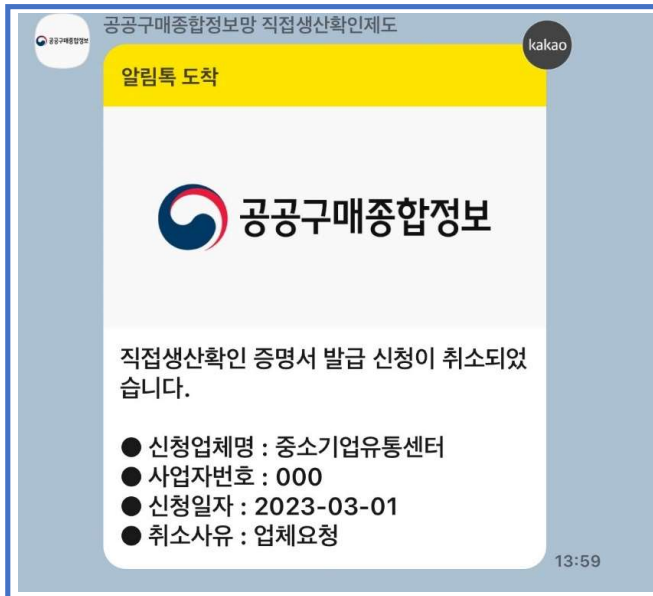 공공구매종합정보망 직접생산확인제도
공공구매종합정보
kakao
알림톡 도착
공공구매종합정보
직접생산확인 증명서 발급 신청이 취소되었
습니다.
● 신청업체명 : 중소기업유통센터
● 사업자번호 : 000
● 신청일자 : 2023-03-01
● 취소사유 : 업체요청
13:59